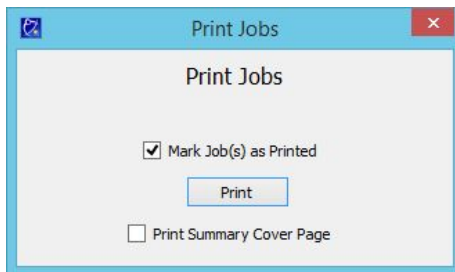 Print Jobs
Print Jobs
Mark Job(s) as Printed
Print
Print Summary Cover Page